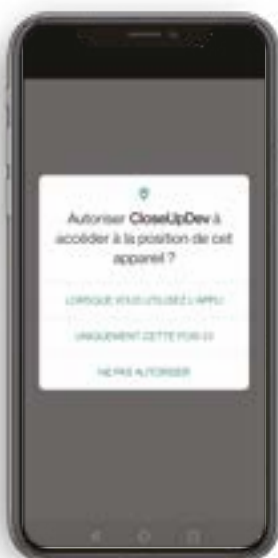 Autoriser CloseUpDev à
accéder à la position de cet
appareil ?
LORSQUE VOUS UTILISEZ L'APPLI
UNIQUEMENT CETTE FOIS-CI
NE PAS AUTORISER